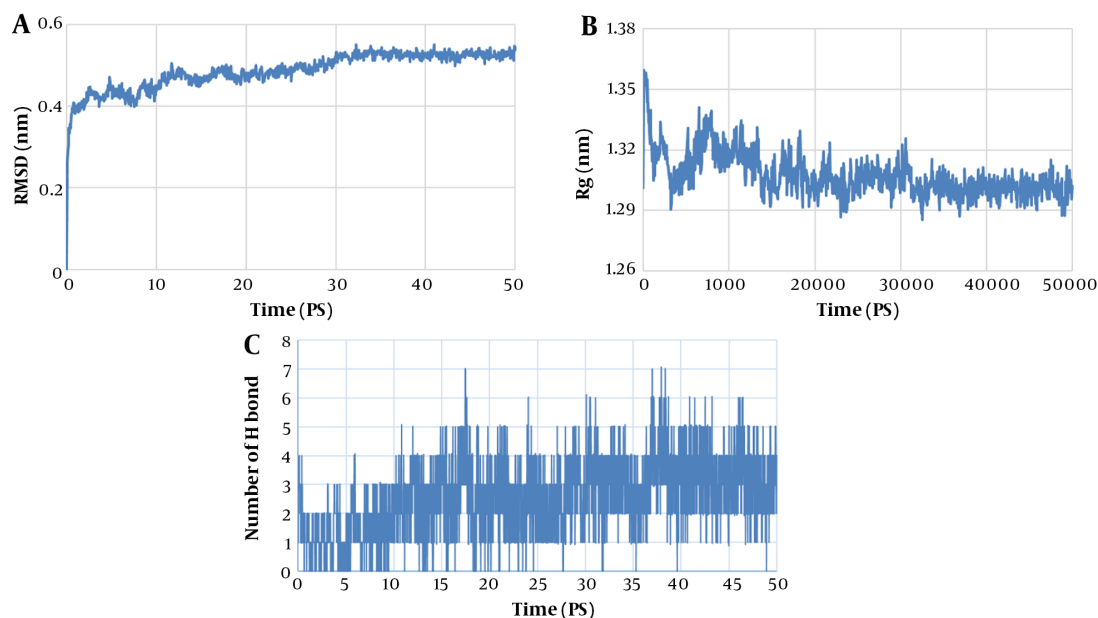 A
0.6
0.4
0.2
0
RMSD (nm)
0 10 20 30 40 50
Time (PS)
B
1.38
1.35
1.32
1.29
1.26
Rg (nm)
0 1000 20000 30000 40000 50000
Time (PS)
C
8
7
6
5
4
3
2
1
0
Number of H bond
0 5 10 15 20 25 30 35 40 45 50
Time (PS)